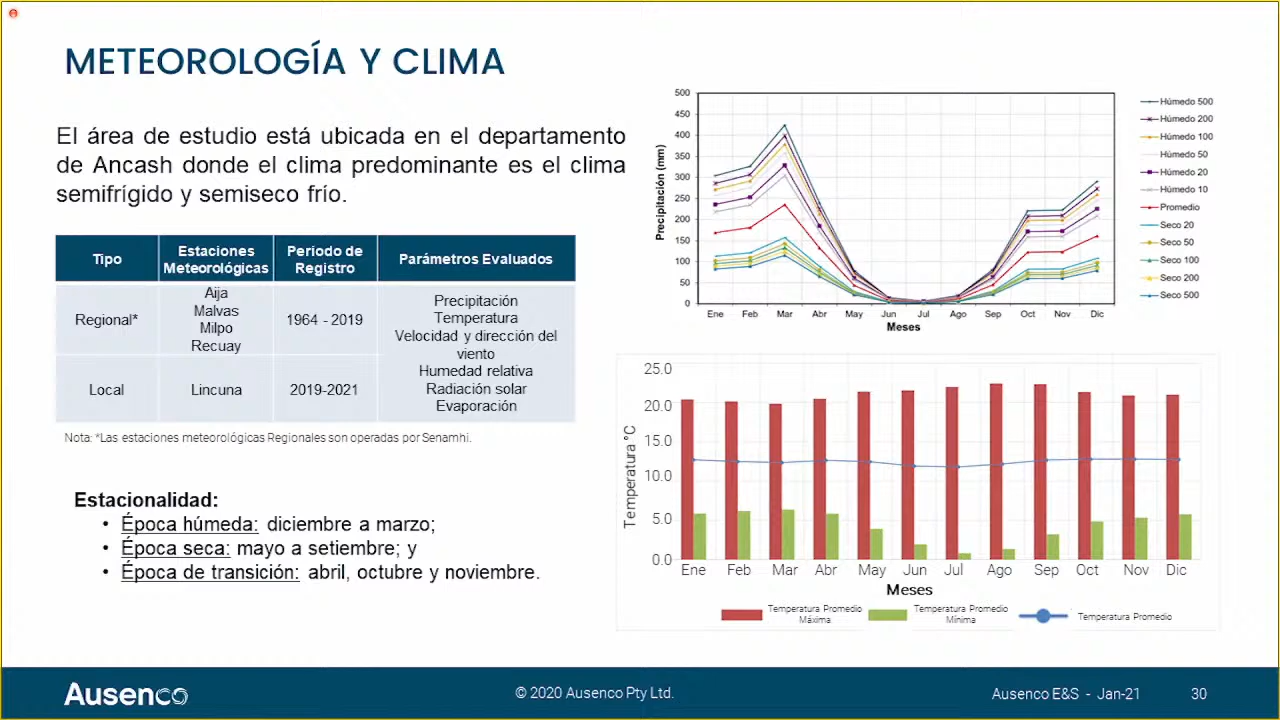 METEOROLOGÍA Y CLIMA
El área de estudio está ubicada en el departamento
de Ancash donde el clima predominante es el clima
semifrígido y semiseco frío.
Tipo
Estaciones
Meteorológicas
Período de
Registro
Parámetros Evaluados
Regional*
Aija
Malvas
Milpo
Recuay
1964 - 2019
Precipitación
Temperatura
Velocidad y dirección del
viento
Humedad relativa
Radiación solar
Evaporación
Local
Lincuna
2019-2021
Nota: *Las estaciones meteorológicas Regionales son operadas por Senamhi.
Estacionalidad:
• Época húmeda: diciembre a marzo;
• Época seca: mayo a setiembre; y
• Época de transición: abril, octubre y noviembre.
Precipitación (mm)
500
450
400
350
300
250
200
150
100
50
0
Ene Feb Mar Abr May Jun Jul Ago Sep Oct Nov Dic
Meses
Húmedo 500
Húmedo 200
Húmedo 100
Húmedo 50
Húmedo 20
Húmedo 10
Promedio
Seco 20
Seco 50
Seco 100
Seco 200
Seco 500
Temperatura °C
25.0
20.0
15.0
10.0
5.0
0.0
Ene Feb Mar Abr May Jun Jul Ago Sep Oct Nov Dic
Meses
Temperatura Promedio
Máxima
Temperatura Promedio
Mínima
Temperatura Promedio
Ausenco
© 2020 Ausenco Pty Ltd.
Ausenco E&S - Jan-21
30